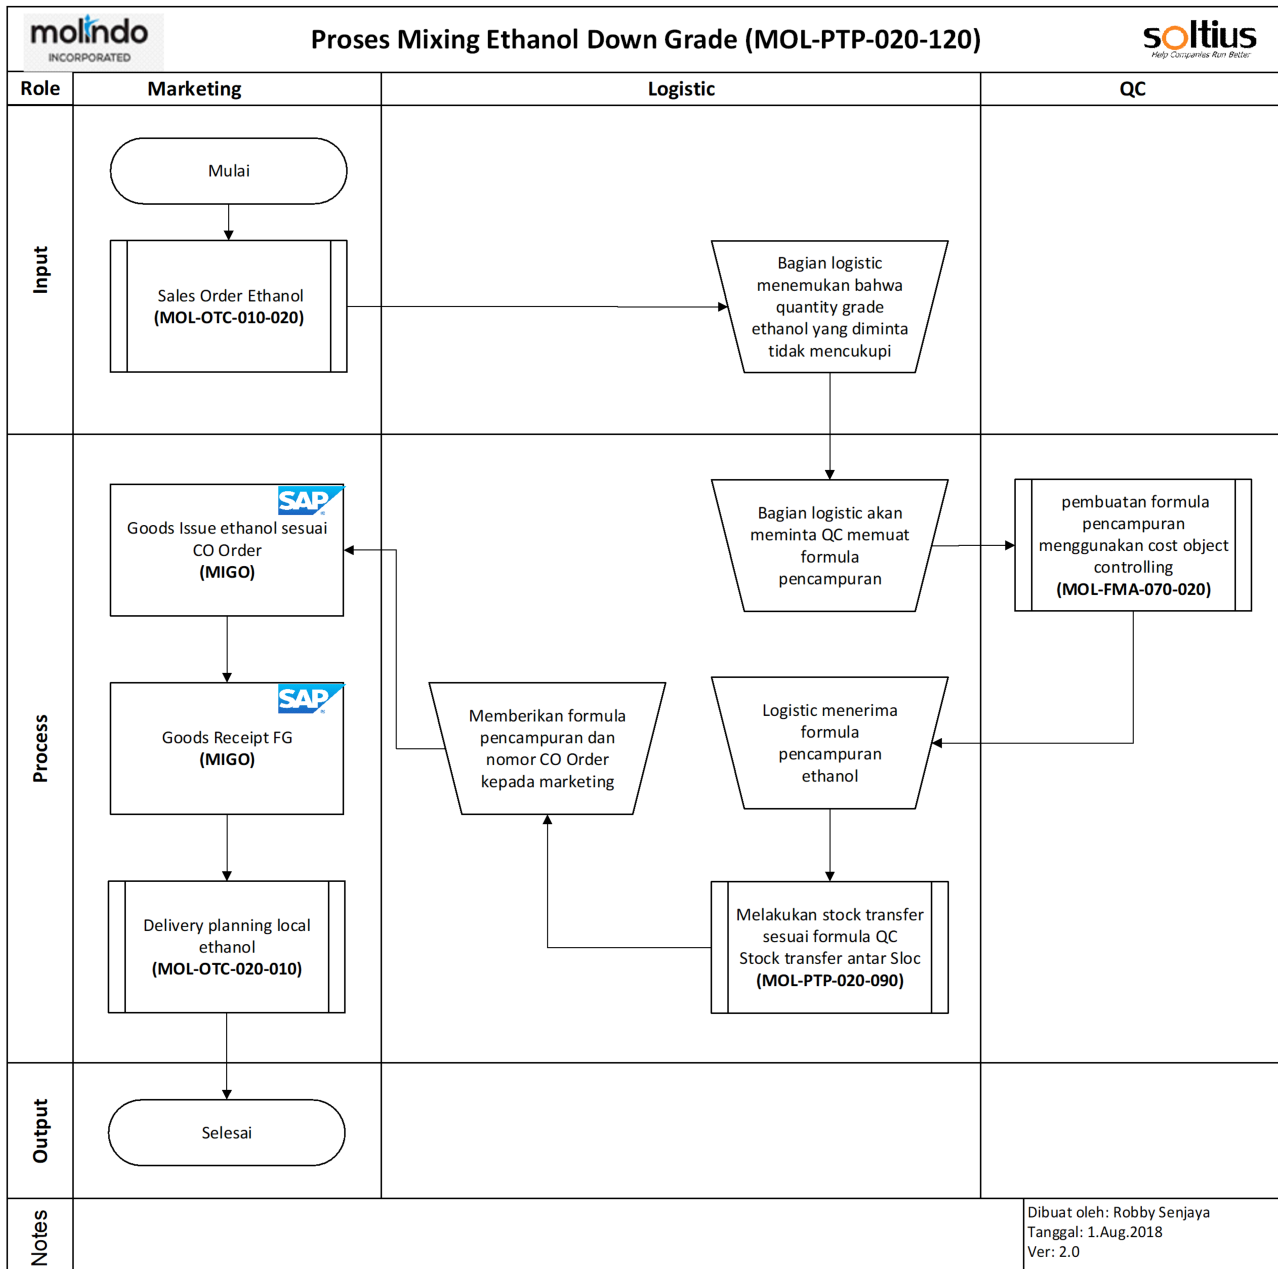 molindo
INCORPORATED
Proses Mixing Ethanol Down Grade (MOL-PTP-020-120)
soltius
Help Companies Run Better
Role
Marketing
Logistic
QC
Input
Mulai
Sales Order Ethanol
(MOL-OTC-010-020)
Bagian logistic
menemukan bahwa
quantity grade
ethanol yang diminta
tidak mencukupi
Process
SAP
Goods Issue ethanol sesuai
CO Order
(MIGO)
Bagian logistic akan
meminta QC memuat
formula
pencampuran
pembuatan formula
pencampuran
menggunakan cost object
controlling
(MOL-FMA-070-020)
SAP
Goods Receipt FG
(MIGO)
Memberikan formula
pencampuran dan
nomor CO Order
kepada marketing
Logistic menerima
formula
pencampuran
ethanol
Delivery planning local
ethanol
(MOL-OTC-020-010)
Melakukan stock transfer
sesuai formula QC
Stock transfer antar Sloc
(MOL-PTP-020-090)
Output
Selesai
Notes
Dibuat oleh: Robby Senjaya
Tanggal: 1.Aug.2018
Ver: 2.0